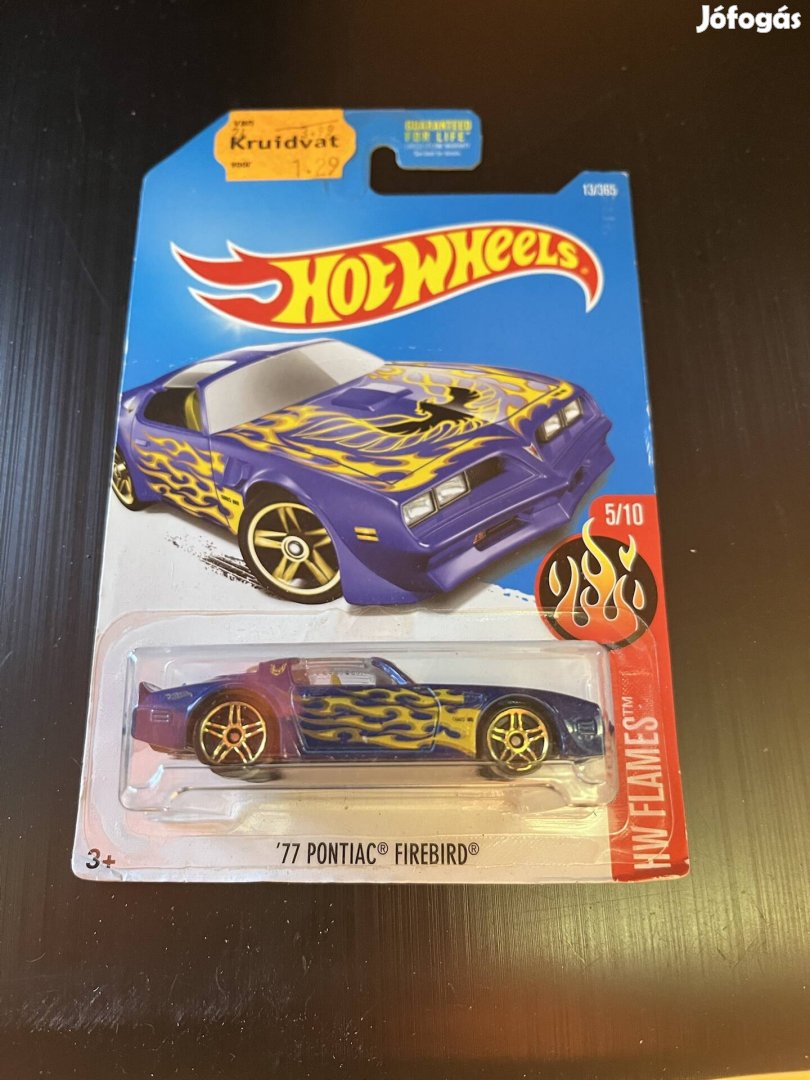 Jófogás
Kruidvat
voor
1.29
GUARANTEED
FOR LIFE
13/365
HOT WHEELS
5/10
HW FLAMES™
'77 PONTIAC® FIREBIRD®
3+